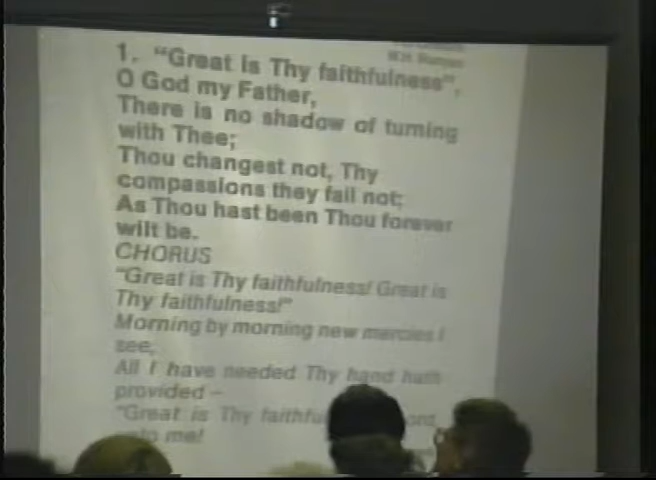 1. "Great is Thy faithfulness",
O God my Father,
There is no shadow of turning
with Thee;
Thou changest not, Thy
compassions they fail not;
As Thou hast been Thou forever
wilt be.
CHORUS
"Great is Thy faithfulness! Great is
Thy faithfulness!"
Morning by morning new mercies I
see;
All I have needed Thy hand hath
provided –
"Great is Thy
me!